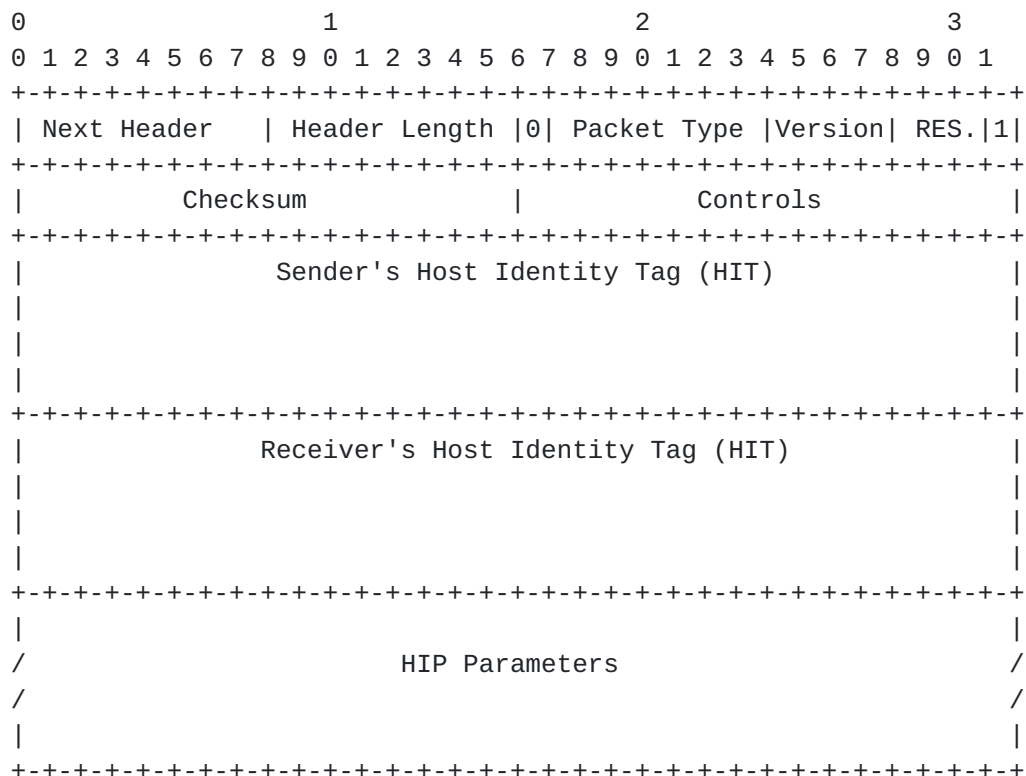 0                   1                   2                   3
0 1 2 3 4 5 6 7 8 9 0 1 2 3 4 5 6 7 8 9 0 1 2 3 4 5 6 7 8 9 0 1
+-+-+-+-+-+-+-+-+-+-+-+-+-+-+-+-+-+-+-+-+-+-+-+-+-+-+-+-+-+-+-+-+
| Next Header   | Header Length |0| Packet Type |Version| RES.|1|
+-+-+-+-+-+-+-+-+-+-+-+-+-+-+-+-+-+-+-+-+-+-+-+-+-+-+-+-+-+-+-+-+
|          Checksum             |           Controls            |
+-+-+-+-+-+-+-+-+-+-+-+-+-+-+-+-+-+-+-+-+-+-+-+-+-+-+-+-+-+-+-+-+
|                Sender's Host Identity Tag (HIT)               |
|                                                               |
|                                                               |
|                                                               |
+-+-+-+-+-+-+-+-+-+-+-+-+-+-+-+-+-+-+-+-+-+-+-+-+-+-+-+-+-+-+-+-+
|               Receiver's Host Identity Tag (HIT)              |
|                                                               |
|                                                               |
|                                                               |
+-+-+-+-+-+-+-+-+-+-+-+-+-+-+-+-+-+-+-+-+-+-+-+-+-+-+-+-+-+-+-+-+
|                                                               |
/                        HIP Parameters                         /
/                                                               /
|                                                               |
+-+-+-+-+-+-+-+-+-+-+-+-+-+-+-+-+-+-+-+-+-+-+-+-+-+-+-+-+-+-+-+-+